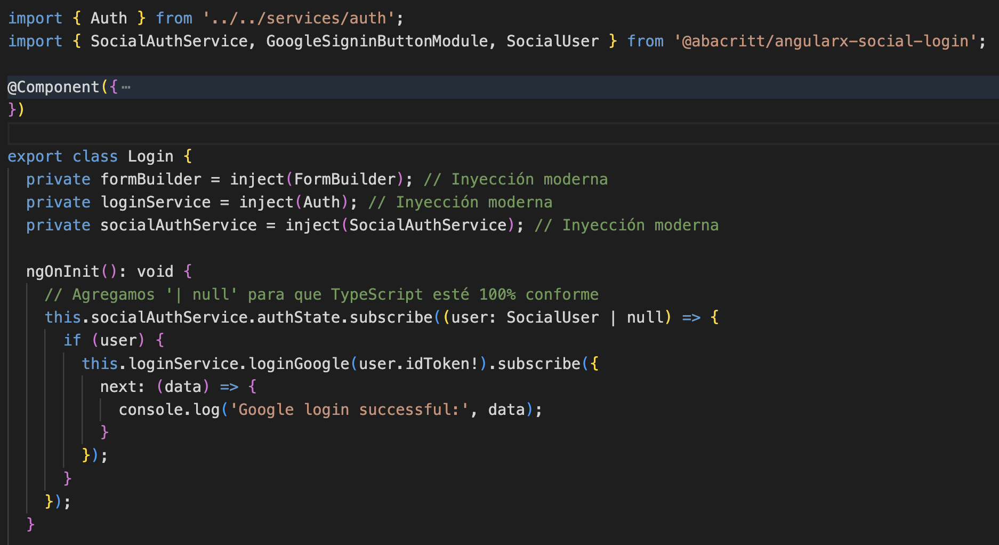 import { Auth } from '../../services/auth';
import { SocialAuthService, GoogleSigninButtonModule, SocialUser } from '@abacritt/angularx-social-login';
@Component({ ⋯
})
export class Login {
private formBuilder = inject(FormBuilder); // Inyección moderna
private loginService = inject(Auth); // Inyección moderna
private socialAuthService = inject(SocialAuthService); // Inyección moderna
ngOnInit(): void {
// Agregamos '| null' para que TypeScript esté 100% conforme
this.socialAuthService.authState.subscribe((user: SocialUser | null) => {
if (user) {
this.loginService.loginGoogle(user.idToken!).subscribe({
next: (data) => {
console.log('Google login successful:', data);
}
});
}
});
}